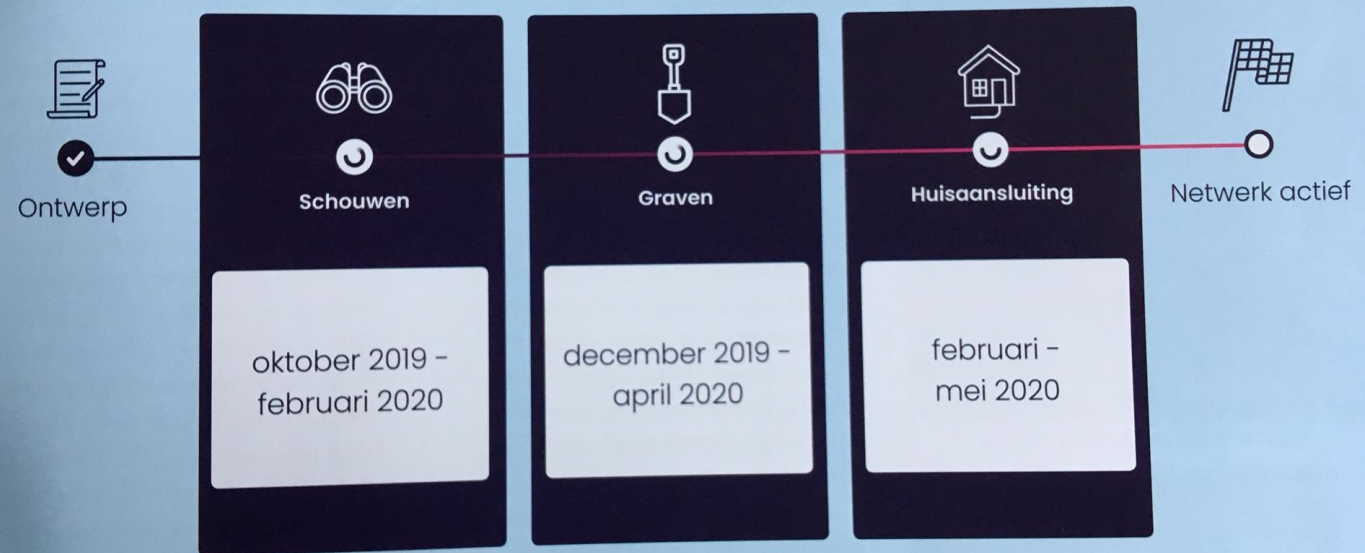 Ontwerp
Schouwen
Graven
Huisaansluiting
Netwerk actief
oktober 2019 -
februari 2020
december 2019 -
april 2020
februari -
mei 2020